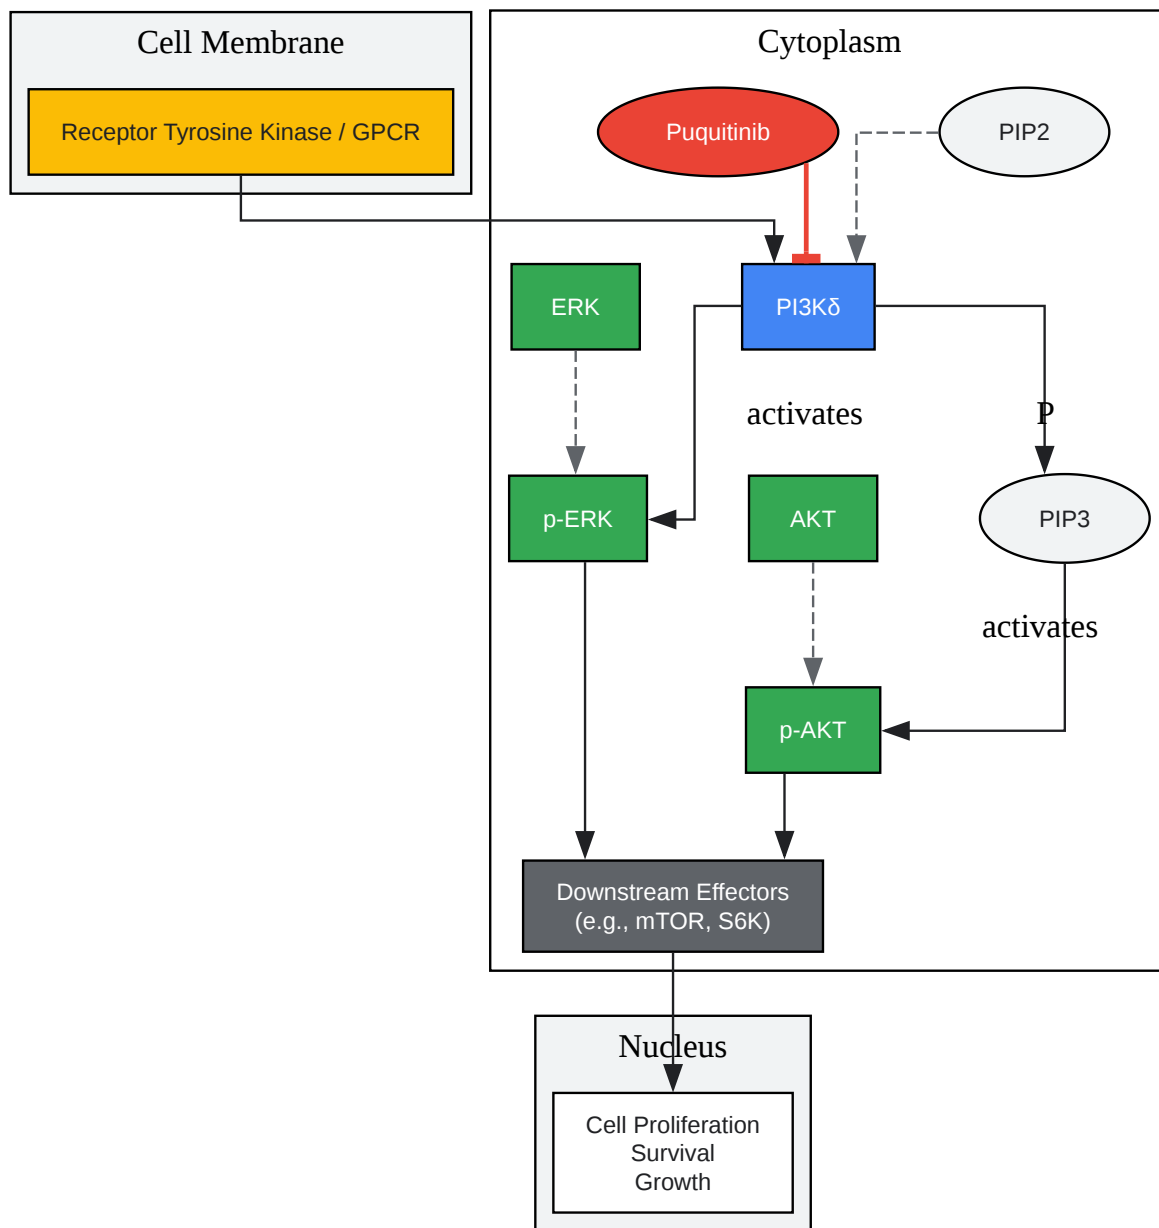 Cell Membrane
Cytoplasm
Receptor Tyrosine Kinase / GPCR
Puquitinib
PIP2
ERK
PI3Kδ
activates
P
p-ERK
AKT
PIP3
activates
p-AKT
Downstream Effectors
(e.g., mTOR, S6K)
Nucleus
Cell Proliferation
Survival
Growth